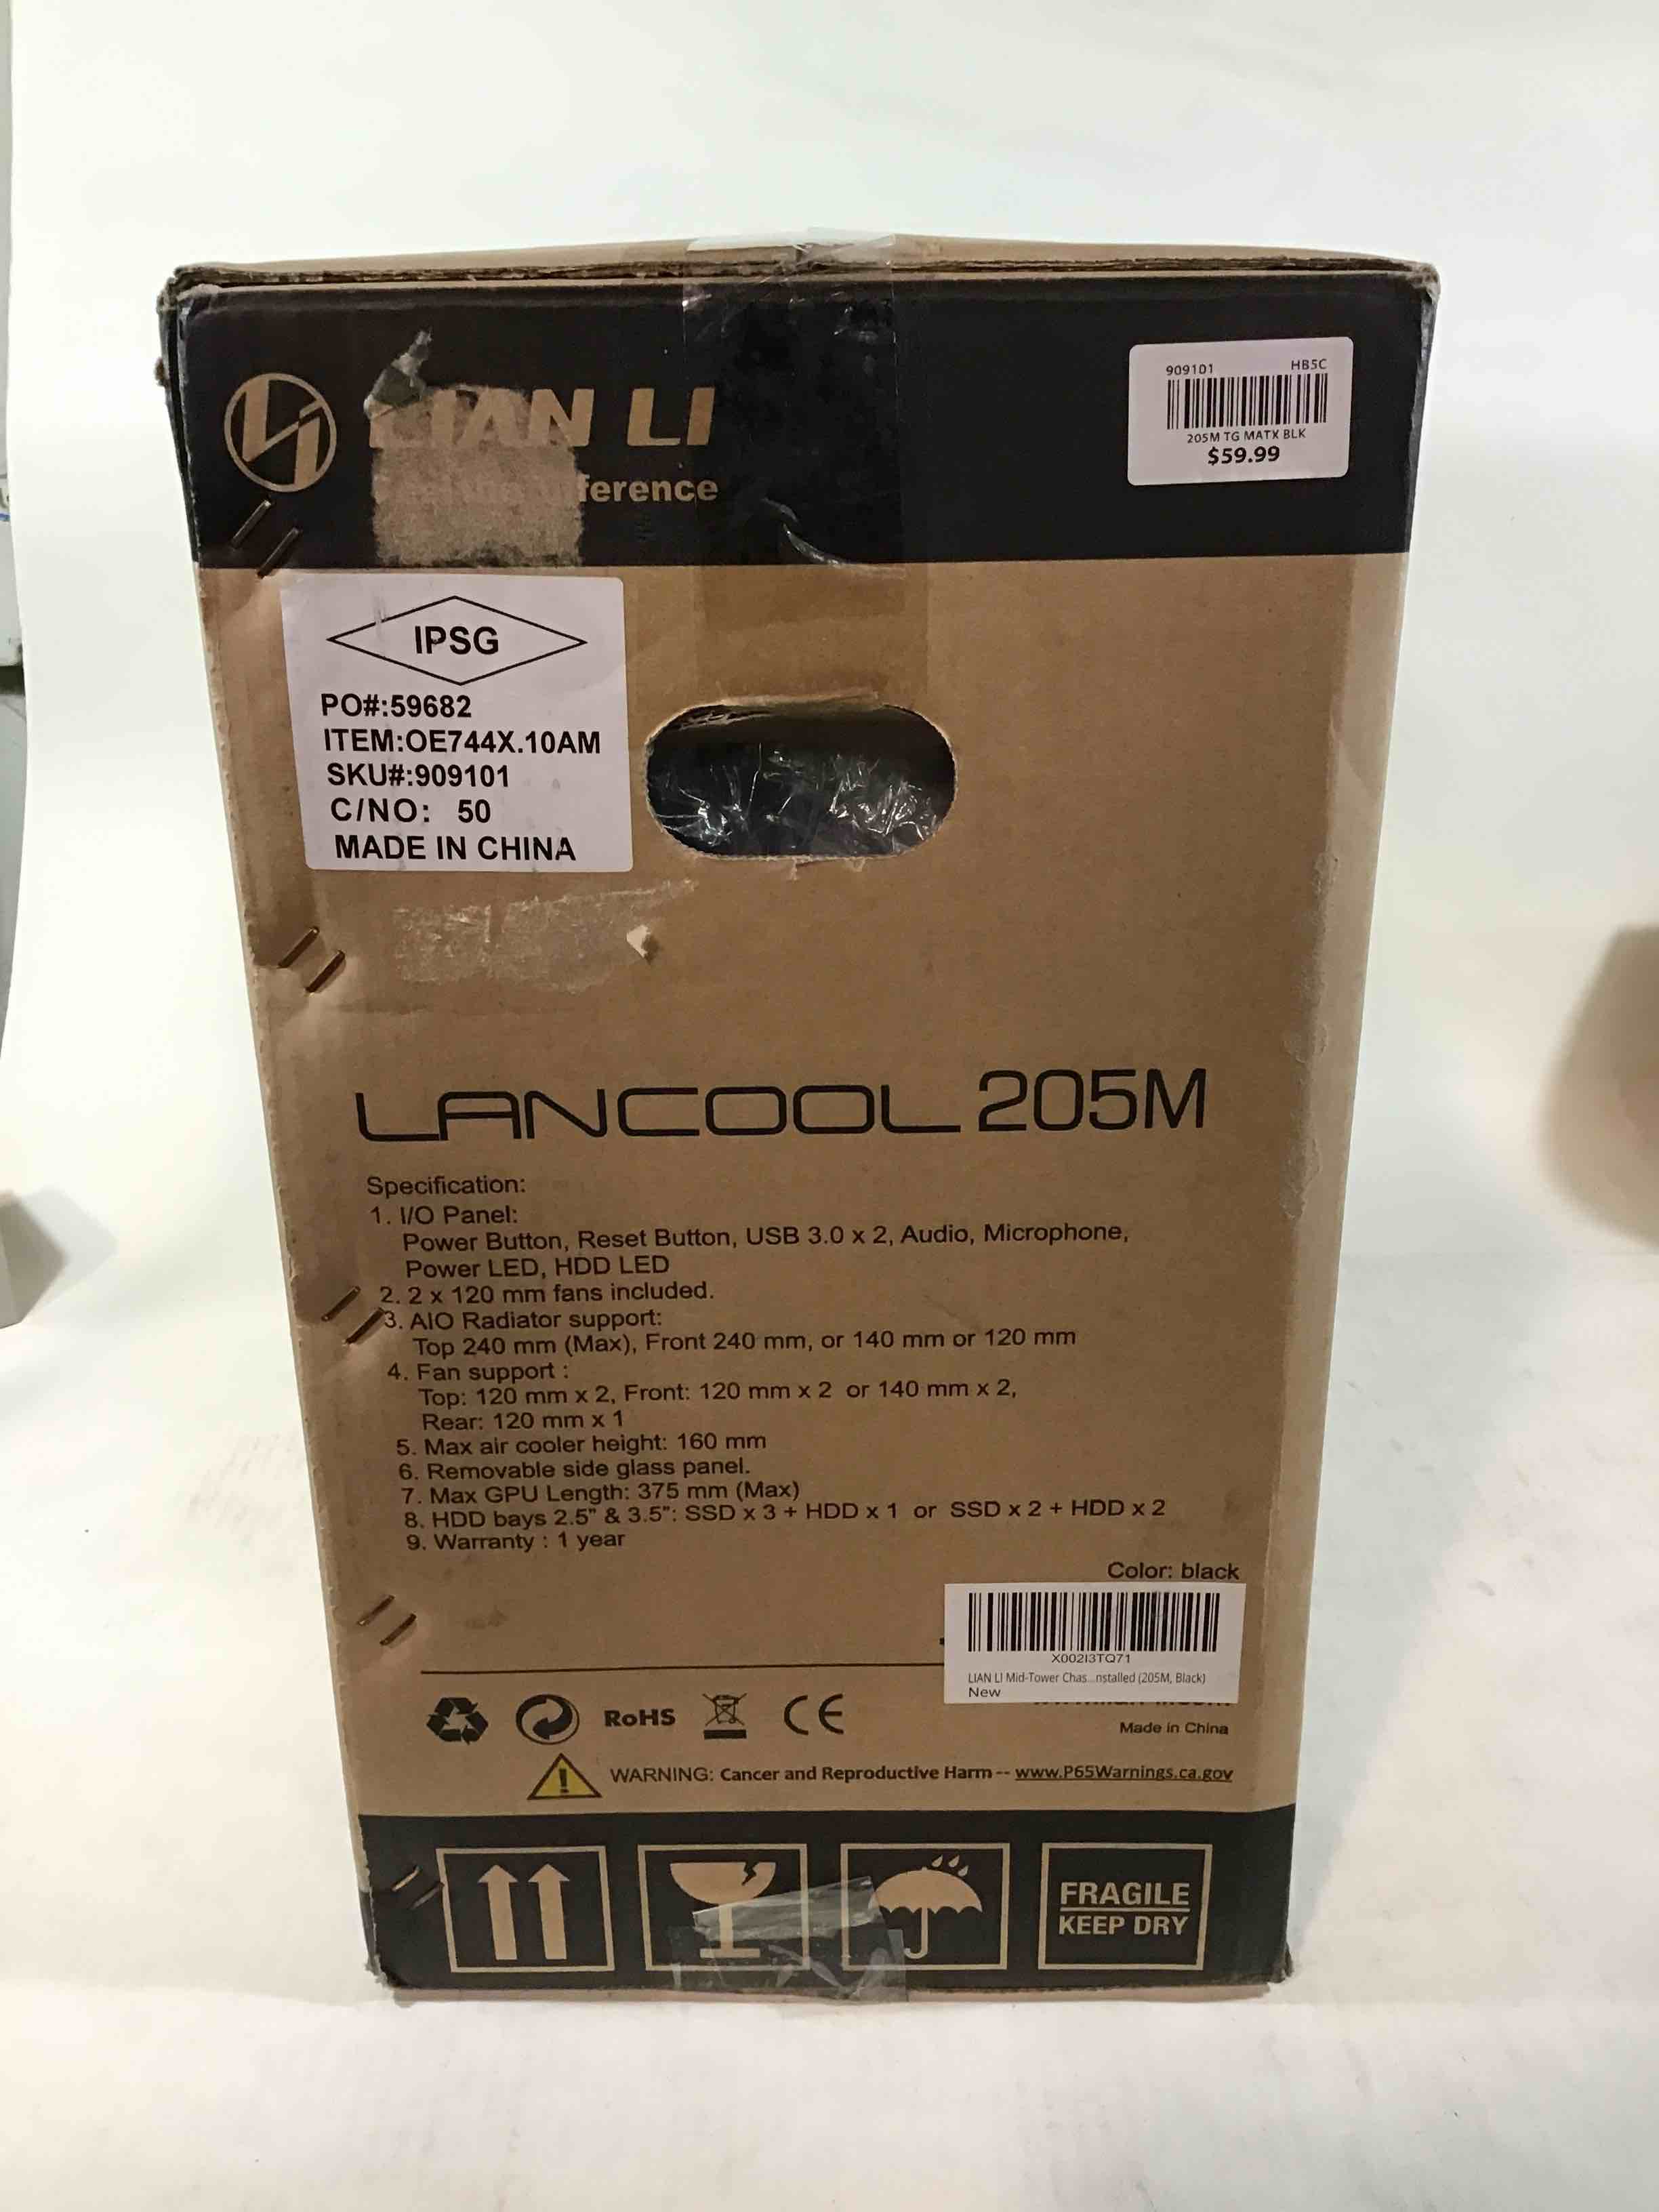 LIAN LI
ference
909101 HB5C
205M TG MATX BLK
$59.99
IPSG
PO#:59682
ITEM:OE744X.10AM
SKU#:909101
C/NO: 50
MADE IN CHINA
LANCOOL 205M
Specification:
1. I/O Panel:
Power Button, Reset Button, USB 3.0 x 2, Audio, Microphone,
Power LED, HDD LED
2. 2 x 120 mm fans included.
3. AIO Radiator support:
Top 240 mm (Max), Front 240 mm, or 140 mm or 120 mm
4. Fan support :
Top: 120 mm x 2, Front: 120 mm x 2 or 140 mm x 2,
Rear: 120 mm x 1
5. Max air cooler height: 160 mm
6. Removable side glass panel.
7. Max GPU Length: 375 mm (Max)
8. HDD bays 2.5" & 3.5": SSD x 3 + HDD x 1 or SSD x 2 + HDD x 2
9. Warranty : 1 year
Color: black
X002I3TQ71
LIAN LI Mid-Tower Chas...nstalled (205M, Black)
New
RoHS CE
Made in China
WARNING: Cancer and Reproductive Harm -- www.P65Warnings.ca.gov
FRAGILE
KEEP DRY